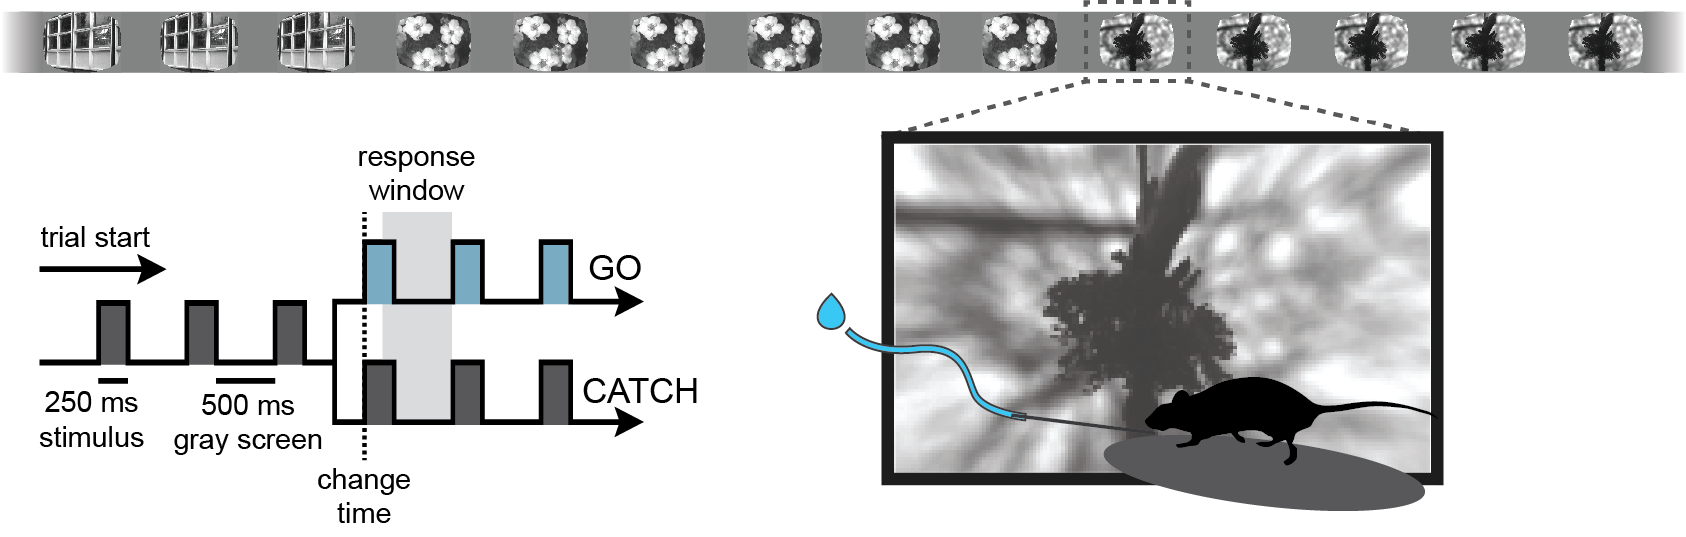 response
window
trial start
GO
250 ms
stimulus
500 ms
gray screen
CATCH
change
time